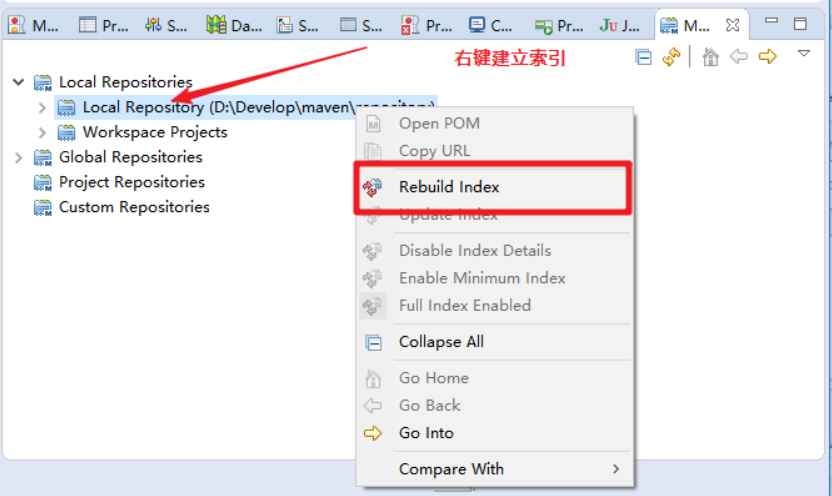 M... Pr... S... Da... S... S... Pr... C... Pr... Ju J... M...
右键建立索引
Local Repositories
Local Repository (D:\Develop\maven\repository)
Workspace Projects
Global Repositories
Project Repositories
Custom Repositories
Open POM
Copy URL
Rebuild Index
Update Index
Disable Index Details
Enable Minimum Index
Full Index Enabled
Collapse All
Go Home
Go Back
Go Into
Compare With